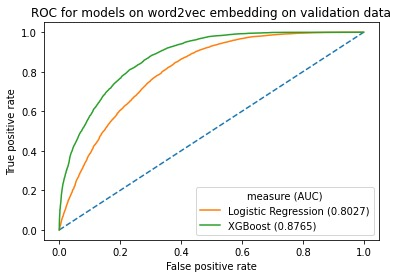 ROC for models on word2vec embedding on validation data
True positive rate
1.0
0.8
0.6
0.4
0.2
0.0
measure (AUC)
Logistic Regression (0.8027)
XGBoost (0.8765)
0.0 0.2 0.4 0.6 0.8 1.0
False positive rate